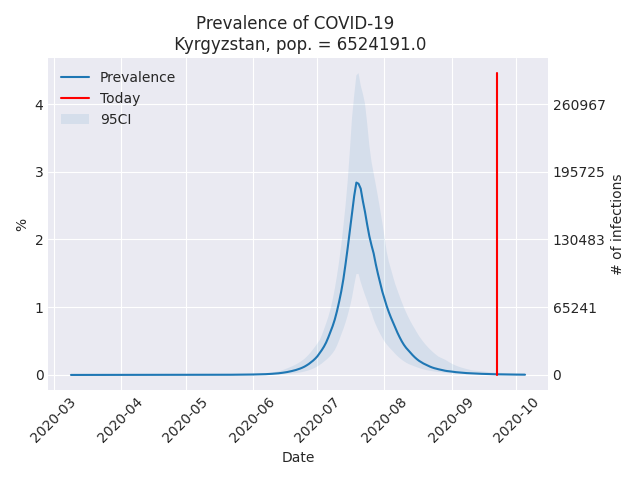 Prevalence of COVID-19
Kyrgyzstan, pop. = 6524191.0
Prevalence
Today
95CI
%
4
3
2
1
0
260967
195725
130483
65241
0
# of infections
2020-03
2020-04
2020-05
2020-06
2020-07
2020-08
2020-09
2020-10
Date